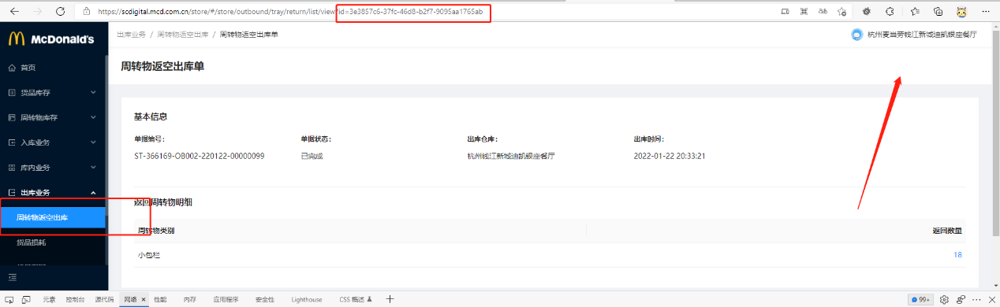 https://scdigital.mcd.com.cn/store/#/store/outbound/tray/return/list/view?id=3e3857c6-37fc-46d8-b2f7-9095aa1765ab
McDonald's
出库业务 / 周转物返空出库 / 周转物返空出库单
杭州麦当劳钱江新城迪凯银座餐厅
首页
货品库存
周转物库存
入库业务
库内业务
出库业务
周转物返空出库
货品损耗
周转物返空出库单
基本信息
单据编号:
单据状态:
出库仓库:
出库时间:
ST-366169-OB002-220122-00000099
已完成
杭州钱江新城迪凯银座餐厅
2022-01-22 20:33:21
返回周转物明细
周转物类别
返回数量
小包栏
18
元素
控制台
源代码
网络
性能
内存
应用程序
安全性
Lighthouse
CSS 概述
99+